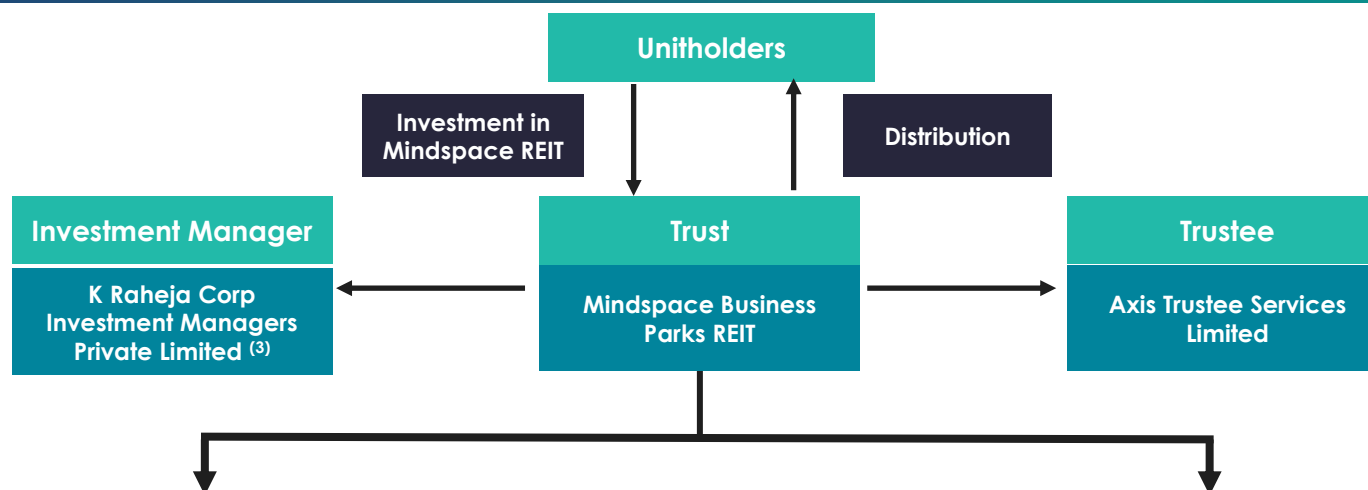 Unitholders
Investment in
Mindspace REIT
Distribution
Investment Manager
K Raheja Corp
Investment Managers
Private Limited (3)
Trust
Mindspace Business
Parks REIT
Trustee
Axis Trustee Services
Limited